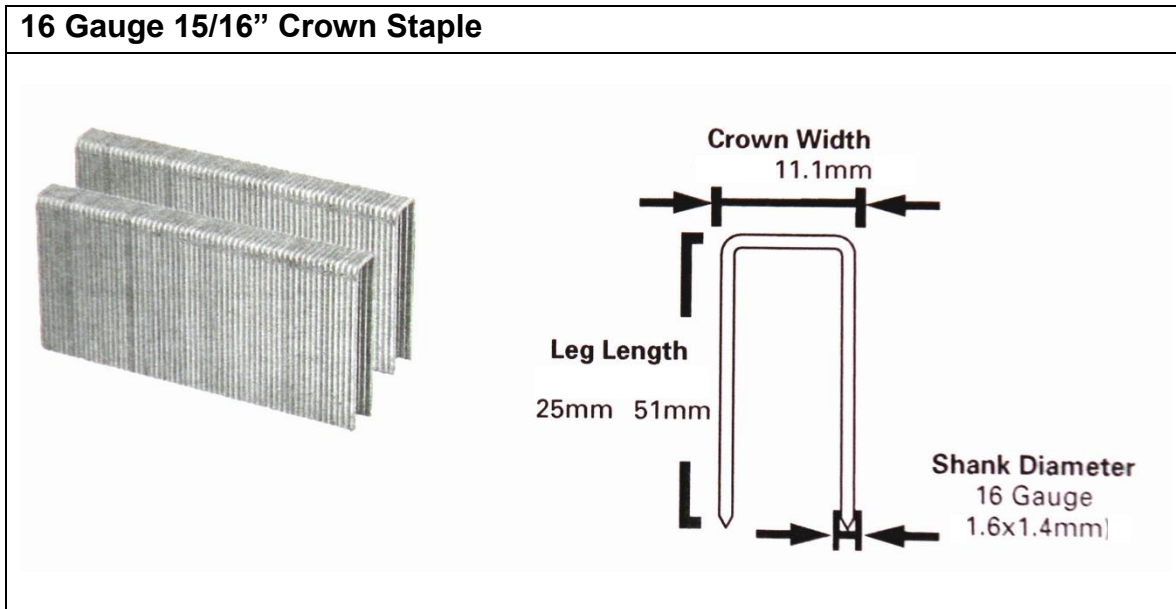 16 Gauge 15/16” Crown Staple
Crown Width
11.1mm
Leg Length
25mm 51mm
Shank Diameter
16 Gauge
1.6x1.4mm)